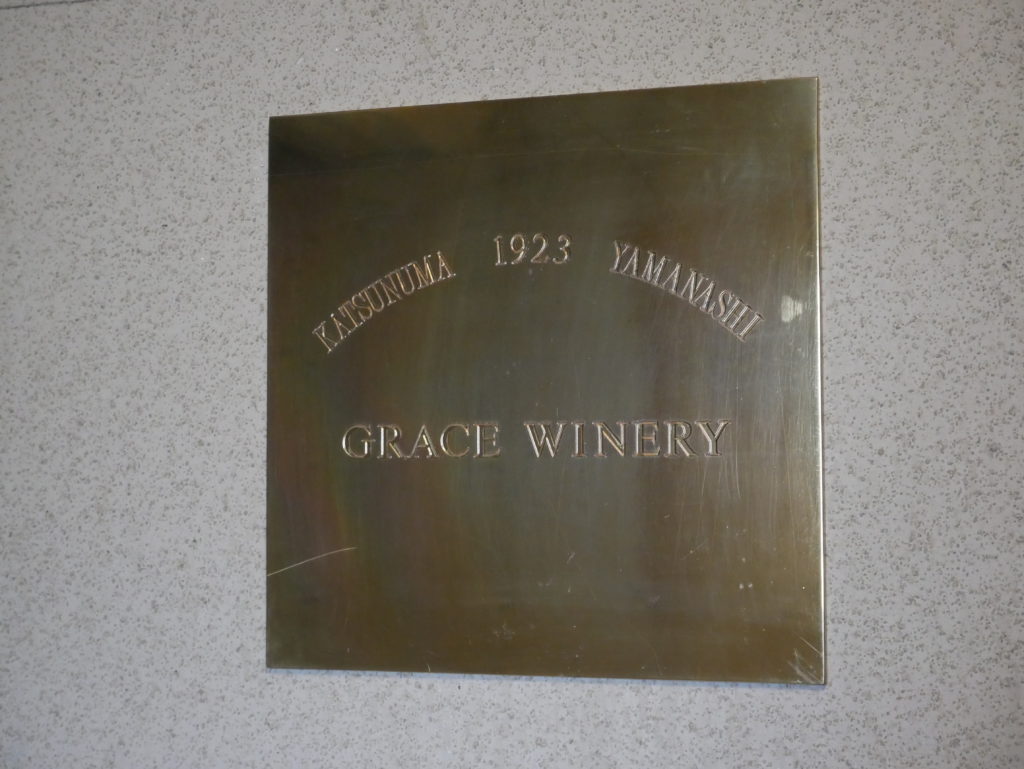 KATSUNUMA 1923 YAMANASHI
GRACE WINERY